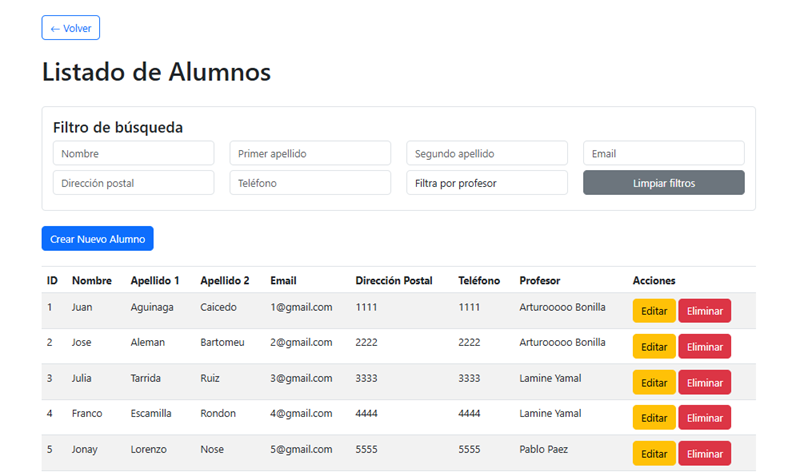 ← Volver
Listado de Alumnos
Filtro de búsqueda
Nombre Primer apellido Segundo apellido Email
Dirección postal Teléfono Filtra por profesor Limpiar filtros
Crear Nuevo Alumno
ID Nombre Apellido 1 Apellido 2 Email Dirección Postal Teléfono Profesor Acciones
1 Juan Aguinaga Caicedo 1@gmail.com 1111 1111 Arturooooo Bonilla Editar Eliminar
2 Jose Aleman Bartomeu 2@gmail.com 2222 2222 Arturooooo Bonilla Editar Eliminar
3 Julia Tarrida Ruiz 3@gmail.com 3333 3333 Lamine Yamal Editar Eliminar
4 Franco Escamilla Rondon 4@gmail.com 4444 4444 Lamine Yamal Editar Eliminar
5 Jonay Lorenzo Nose 5@gmail.com 5555 5555 Pablo Paez Editar Eliminar